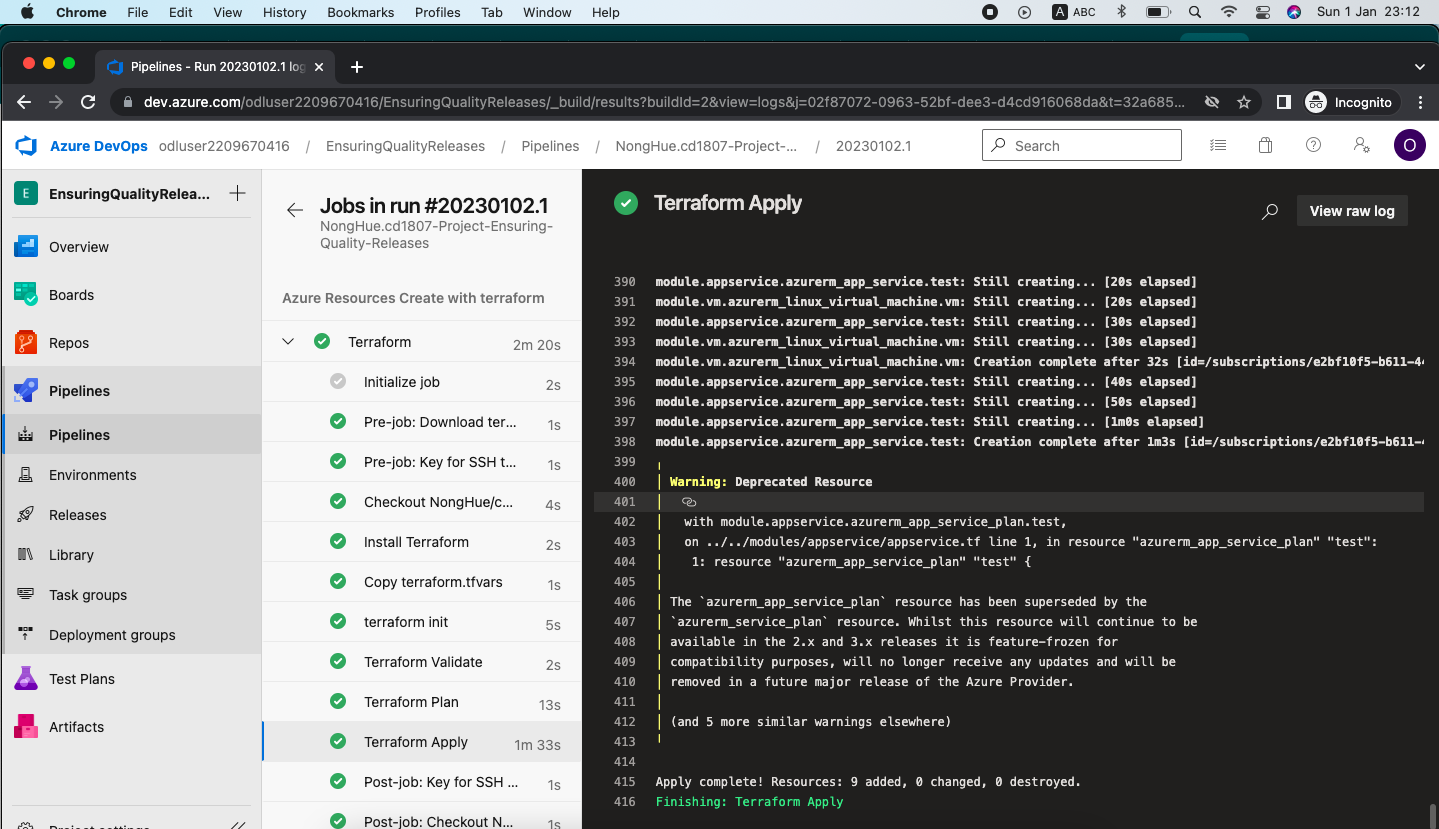 Chrome File Edit View History Bookmarks Profiles Tab Window Help A ABC Sun 1 Jan 23:12
Pipelines - Run 20230102.1 log
dev.azure.com/odluser2209670416/EnsuringQualityReleases/_build/results?buildId=2&view=logs&j=02f87072-0963-52bf-dee3-d4cd916068da&t=32a685... Incognito
Azure DevOps odluser2209670416 / EnsuringQualityReleases / Pipelines / NongHue.cd1807-Project-... / 20230102.1 Search O
E EnsuringQualityRelea...
Overview
Boards
Repos
Pipelines
Pipelines
Environments
Releases
Library
Task groups
Deployment groups
Test Plans
Artifacts
Project settings
Jobs in run #20230102.1
NongHue.cd1807-Project-Ensuring-
Quality-Releases
Azure Resources Create with terraform
Terraform 2m 20s
Initialize job 2s
Pre-job: Download ter... 1s
Pre-job: Key for SSH t... 1s
Checkout NongHue/c... 4s
Install Terraform 2s
Copy terraform.tfvars 1s
terraform init 5s
Terraform Validate 2s
Terraform Plan 13s
Terraform Apply 1m 33s
Post-job: Key for SSH ... 1s
Post-job: Checkout N... 1s
Terraform Apply
View raw log
390 module.appservice.azurerm_app_service.test: Still creating... [20s elapsed]
391 module.vm.azurerm_linux_virtual_machine.vm: Still creating... [20s elapsed]
392 module.appservice.azurerm_app_service.test: Still creating... [30s elapsed]
393 module.vm.azurerm_linux_virtual_machine.vm: Still creating... [30s elapsed]
394 module.vm.azurerm_linux_virtual_machine.vm: Creation complete after 32s [id=/subscriptions/e2bf10f5-b611-44
395 module.appservice.azurerm_app_service.test: Still creating... [40s elapsed]
396 module.appservice.azurerm_app_service.test: Still creating... [50s elapsed]
397 module.appservice.azurerm_app_service.test: Still creating... [1m0s elapsed]
398 module.appservice.azurerm_app_service.test: Creation complete after 1m3s [id=/subscriptions/e2bf10f5-b611-4
399
400 Warning: Deprecated Resource
401
402 with module.appservice.azurerm_app_service_plan.test,
403 on ../../modules/appservice/appservice.tf line 1, in resource "azurerm_app_service_plan" "test":
404 1: resource "azurerm_app_service_plan" "test" {
405
406 The `azurerm_app_service_plan` resource has been superseded by the
407 `azurerm_service_plan` resource. Whilst this resource will continue to be
408 available in the 2.x and 3.x releases it is feature-frozen for
409 compatibility purposes, will no longer receive any updates and will be
410 removed in a future major release of the Azure Provider.
411
412 (and 5 more similar warnings elsewhere)
413
414
415 Apply complete! Resources: 9 added, 0 changed, 0 destroyed.
416 Finishing: Terraform Apply